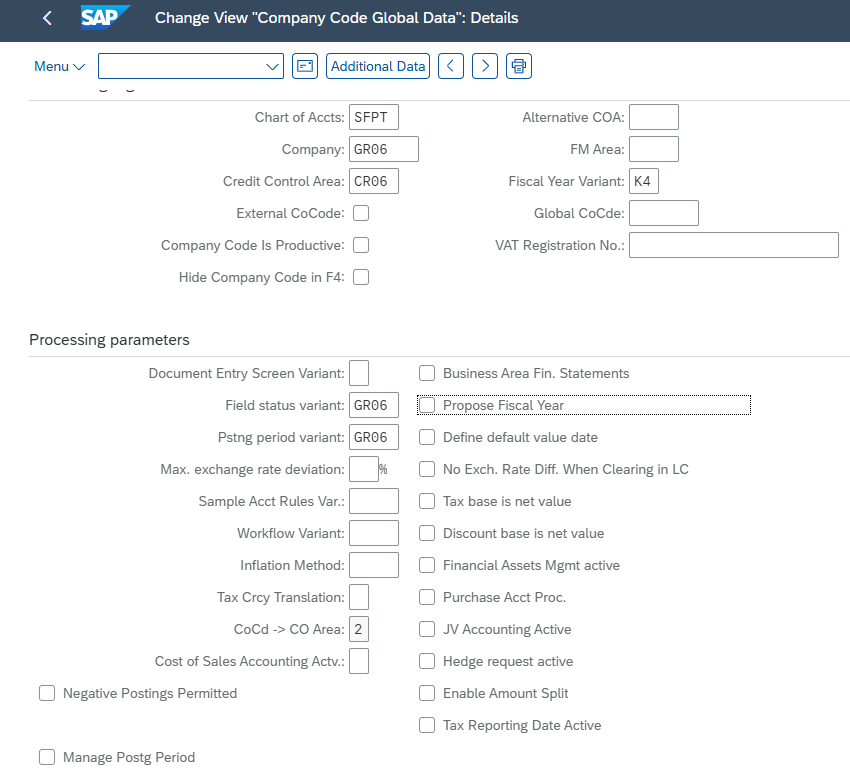 SAP Change View "Company Code Global Data": Details
Menu Additional Data
Chart of Accts: SFPT Alternative COA:
Company: GR06 FM Area:
Credit Control Area: CR06 Fiscal Year Variant: K4
External CoCode: Global CoCde:
Company Code Is Productive: VAT Registration No.:
Hide Company Code in F4:
Processing parameters
Document Entry Screen Variant: Business Area Fin. Statements
Field status variant: GR06 Propose Fiscal Year
Pstng period variant: GR06 Define default value date
Max. exchange rate deviation: % No Exch. Rate Diff. When Clearing in LC
Sample Acct Rules Var.: Tax base is net value
Workflow Variant: Discount base is net value
Inflation Method: Financial Assets Mgmt active
Tax Crcy Translation: Purchase Acct Proc.
CoCd -> CO Area: 2 JV Accounting Active
Cost of Sales Accounting Actv.: Hedge request active
Negative Postings Permitted Enable Amount Split
Tax Reporting Date Active
Manage Postg Period